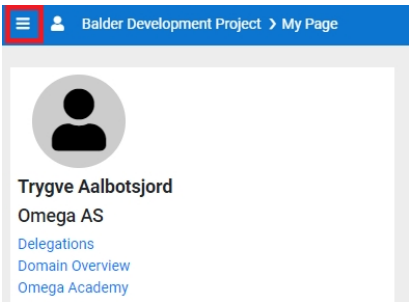 Balder Development Project > My Page
Trygve Aalbotsjord
Omega AS
Delegations
Domain Overview
Omega Academy